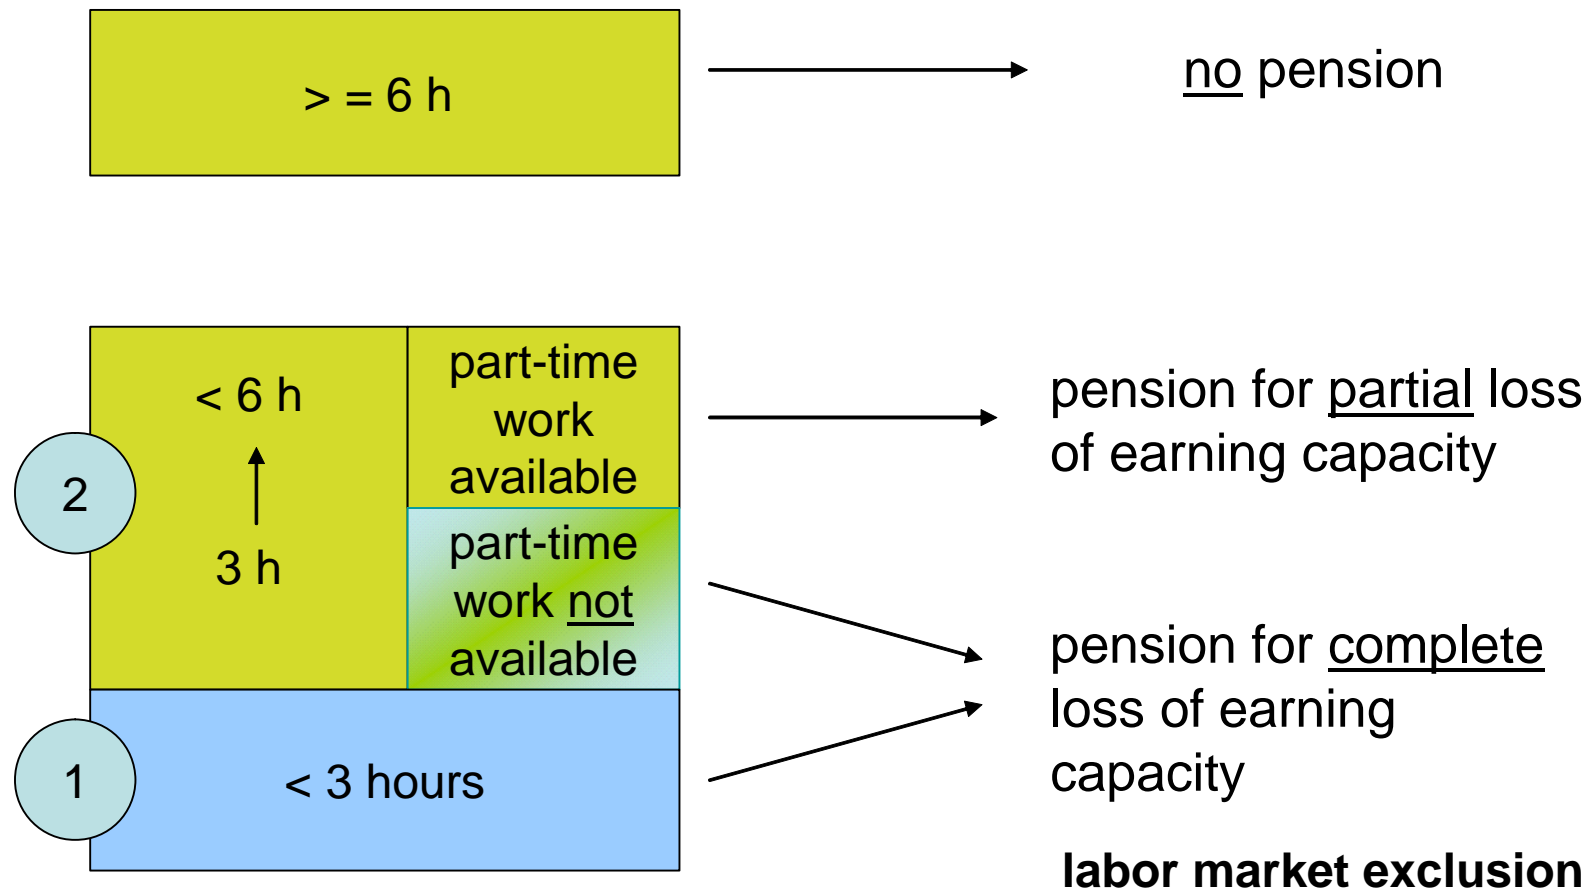 > = 6 h
no pension
< 6 h
3 h
2
part-time
work
available
pension for partial loss
of earning capacity
part-time
work not
available
pension for complete
loss of earning
capacity
1
< 3 hours
labor market exclusion